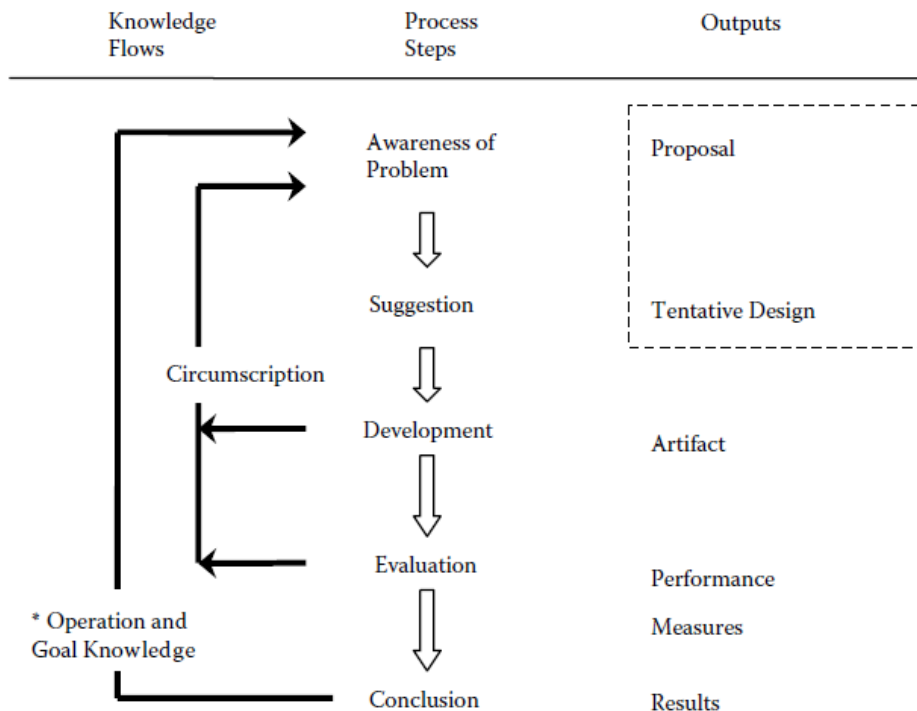 Knowledge
Flows
Process
Steps
Outputs
Awareness of
Problem
Proposal
Suggestion
Tentative Design
Circumscription
Development
Artifact
Evaluation
Performance
Measures
* Operation and
Goal Knowledge
Conclusion
Results